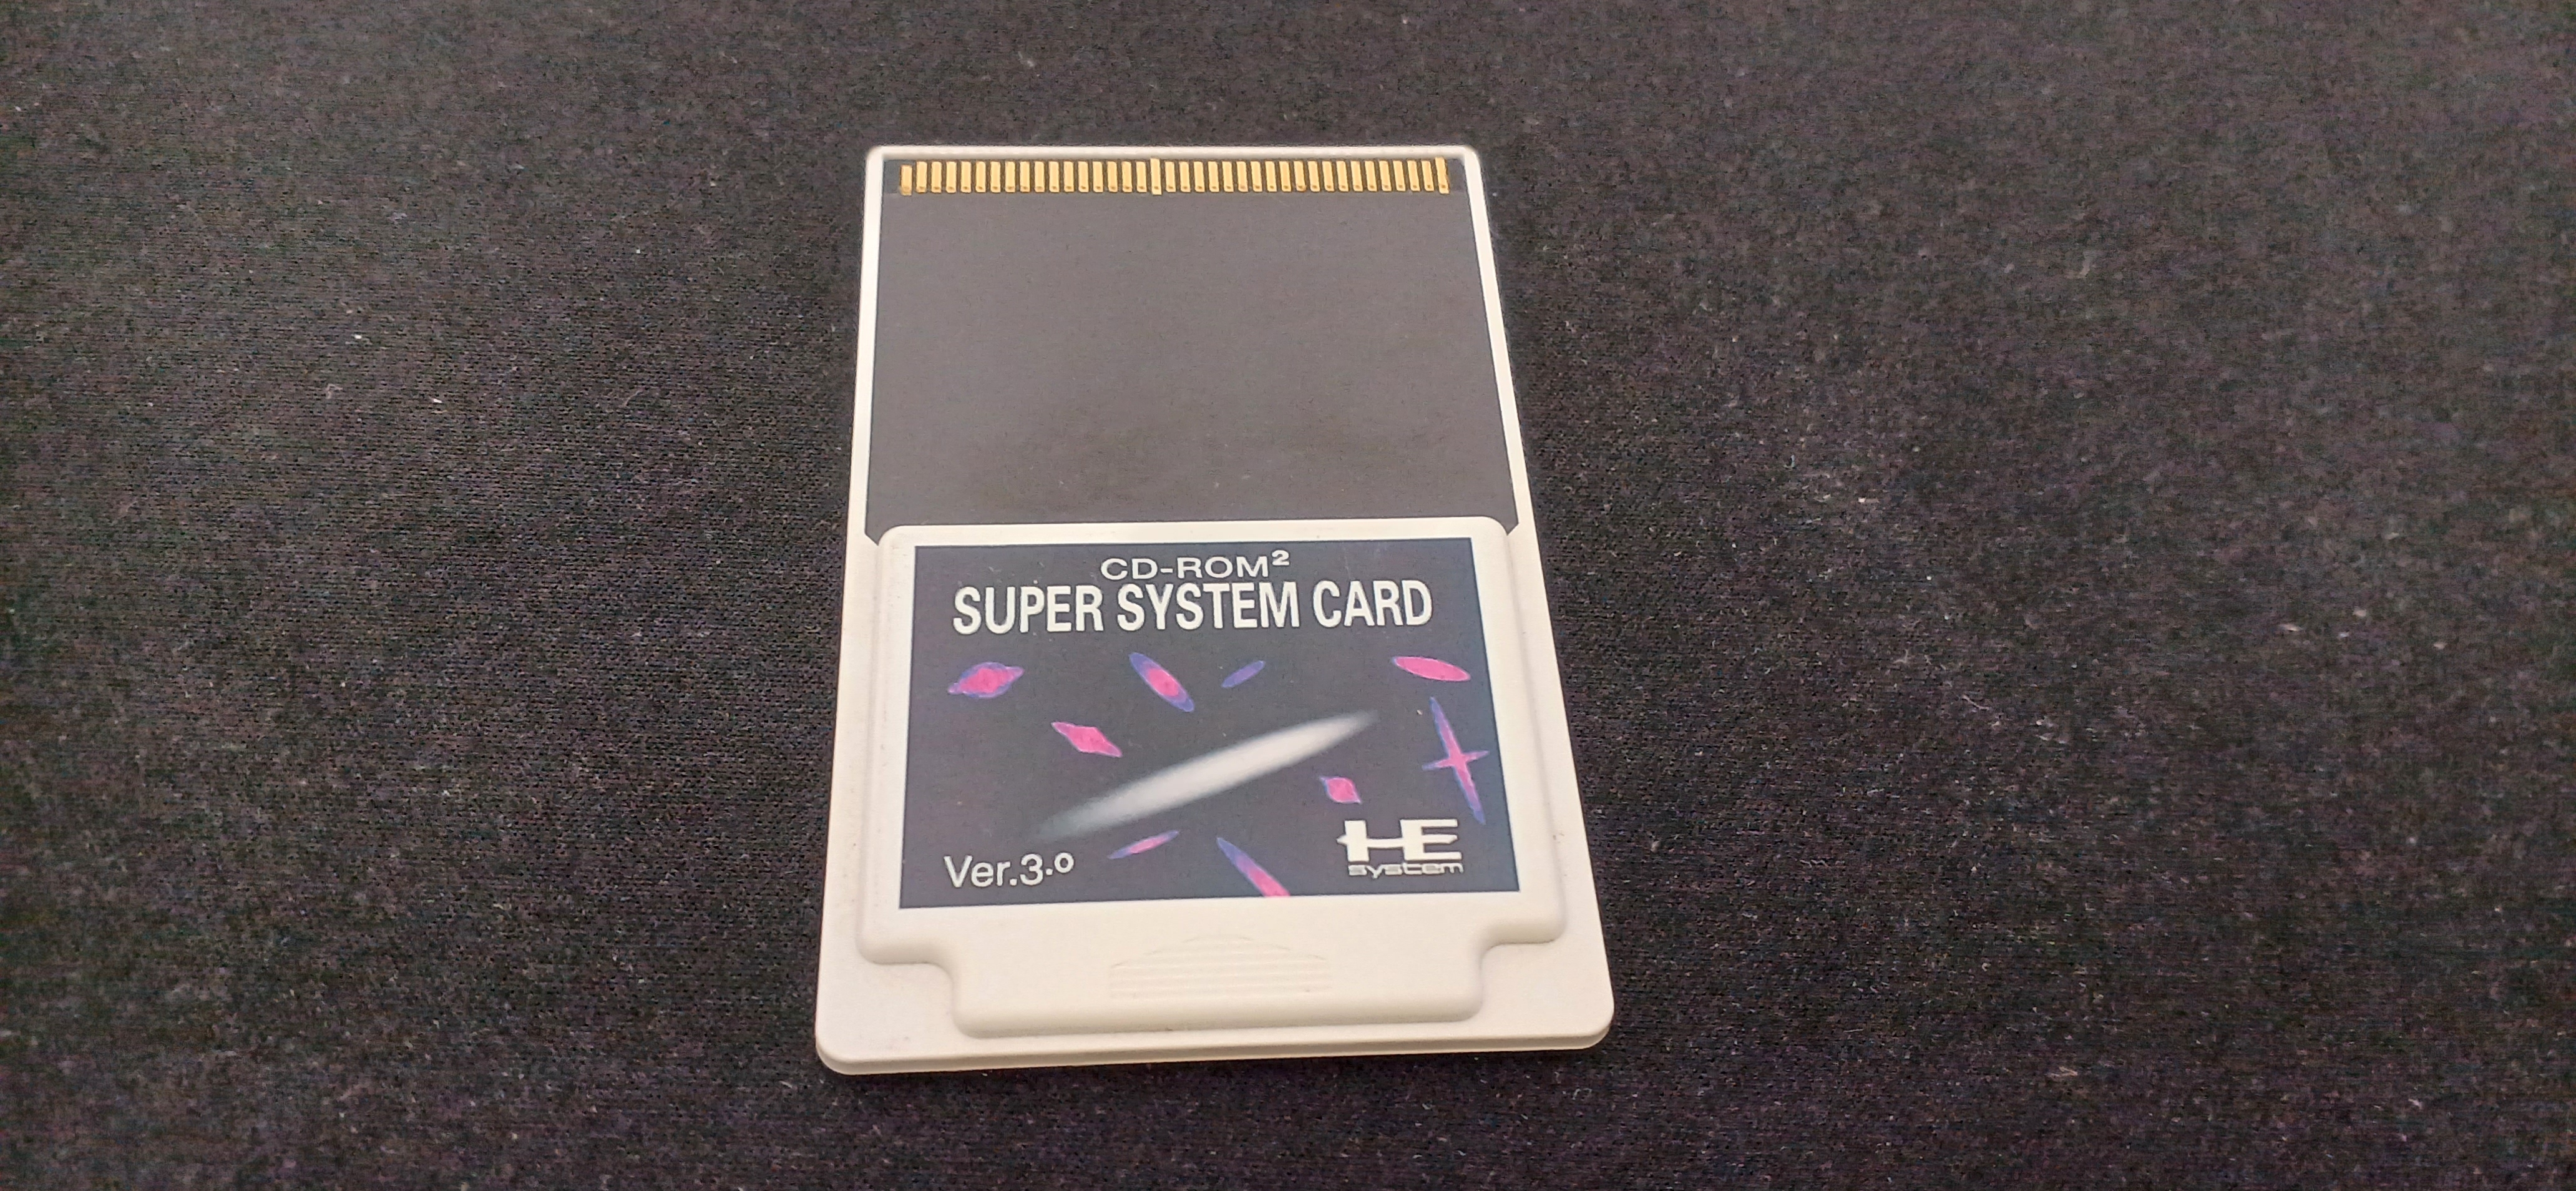 CD-ROM²
SUPER SYSTEM CARD
Ver.3.0
HE
system